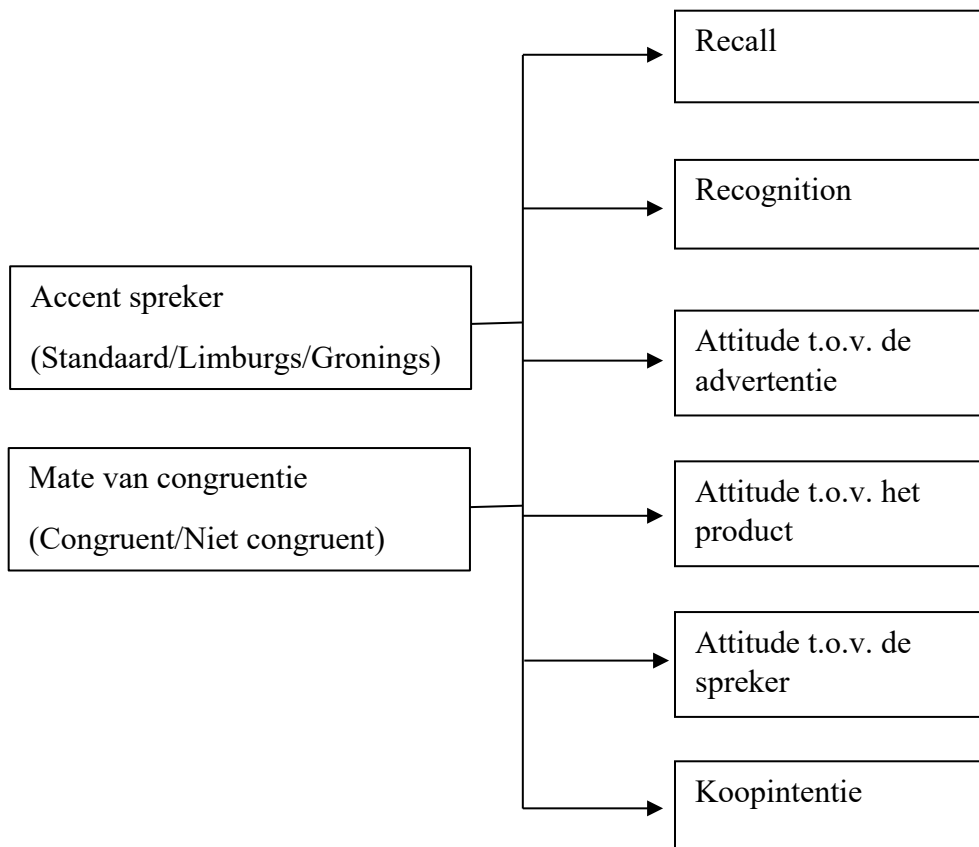 Accent spreker
(Standaard/Limburgs/Gronings)
Mate van congruentie
(Congruent/Niet congruent)
Recall
Recognition
Attitude t.o.v. de
advertentie
Attitude t.o.v. het
product
Attitude t.o.v. de
spreker
Koopintentie